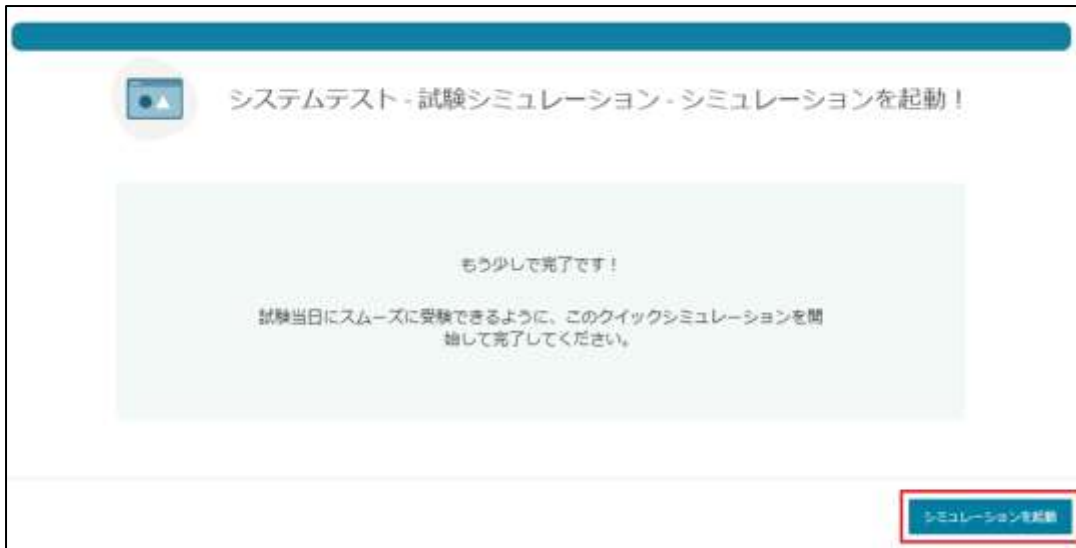 システムテスト - 試験シミュレーション - シミュレーションを起動！
もう少しで完了です！
試験当日にスムーズに受験できるように、このクイックシミュレーションを開
始して完了してください。
シミュレーションを起動